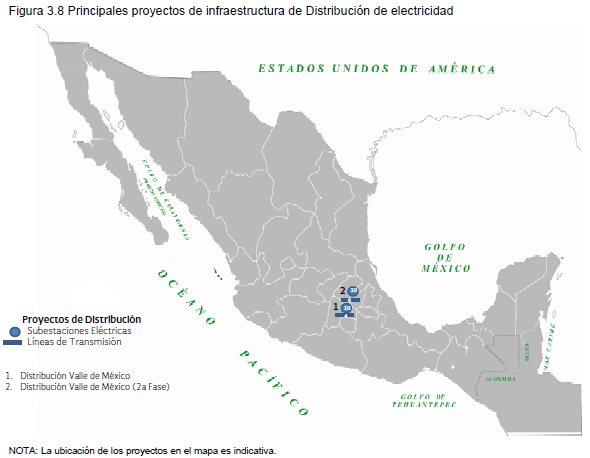 Figura 3.8 Principales proyectos de infraestructura de Distribución de electricidad
ESTADOS UNIDOS DE AMÉRICA
GOLFO DE CALIFORNIA
GOLFO
DE
MÉXICO
OCÉANO
PACÍFICO
2
1
MAR CARIBE
BELICE
GUATEMALA
GOLFO DE
TEHUANTEPEC
Proyectos de Distribución
Subestaciones Eléctricas
Líneas de Transmisión
1. Distribución Valle de México
2. Distribución Valle de México (2a Fase)
NOTA: La ubicación de los proyectos en el mapa es indicativa.